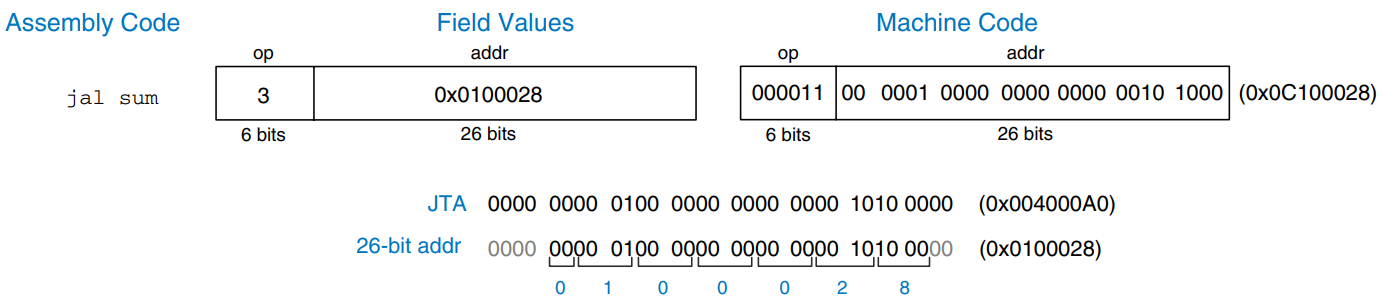 Assembly Code Field Values Machine Code
op addr op addr
jal sum 3 0x0100028 000011 00 0001 0000 0000 0000 0010 1000 (0x0C100028)
6 bits 26 bits 6 bits 26 bits
JTA 0000 0000 0100 0000 0000 0000 1010 0000 (0x004000A0)
26-bit addr 0000 0000 0100 0000 0000 0000 1010 0000 (0x0100028)
0 1 0 0 0 2 8